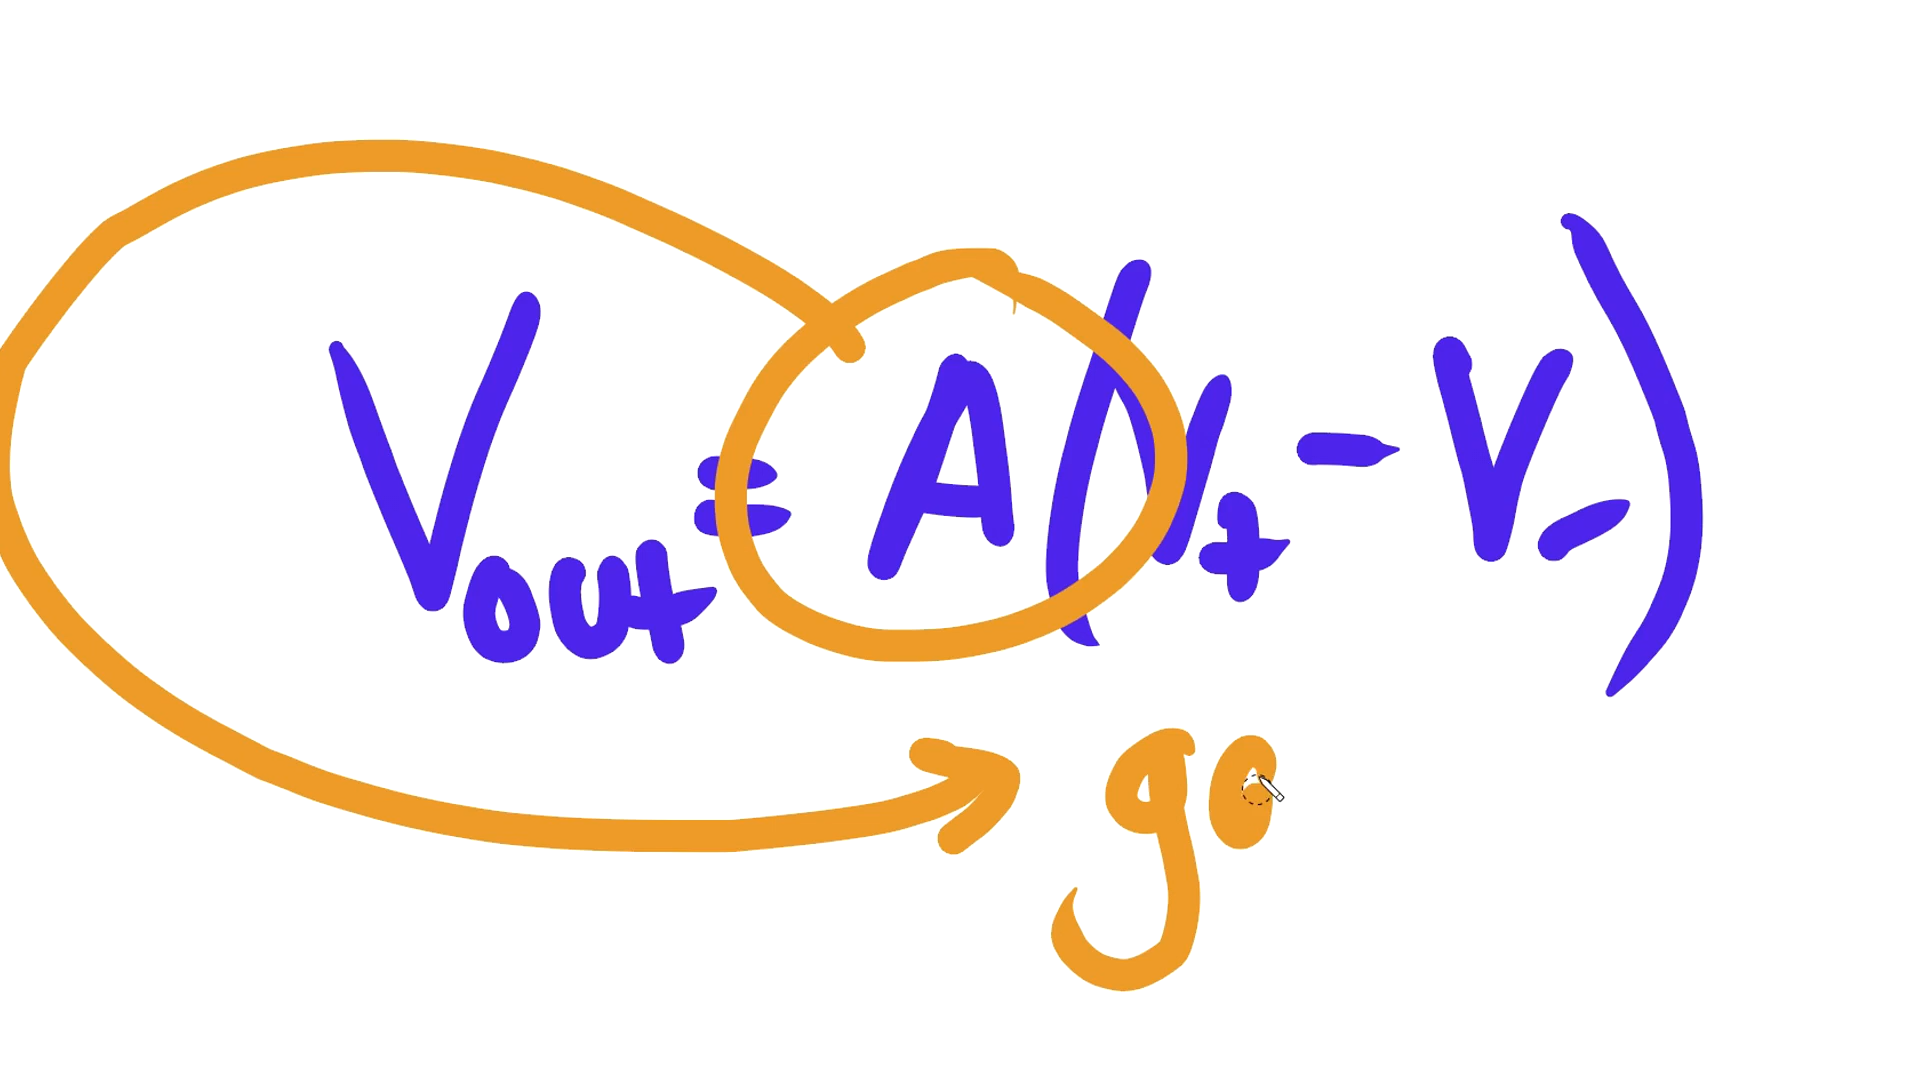 Vout = A(V+ - V-)
go